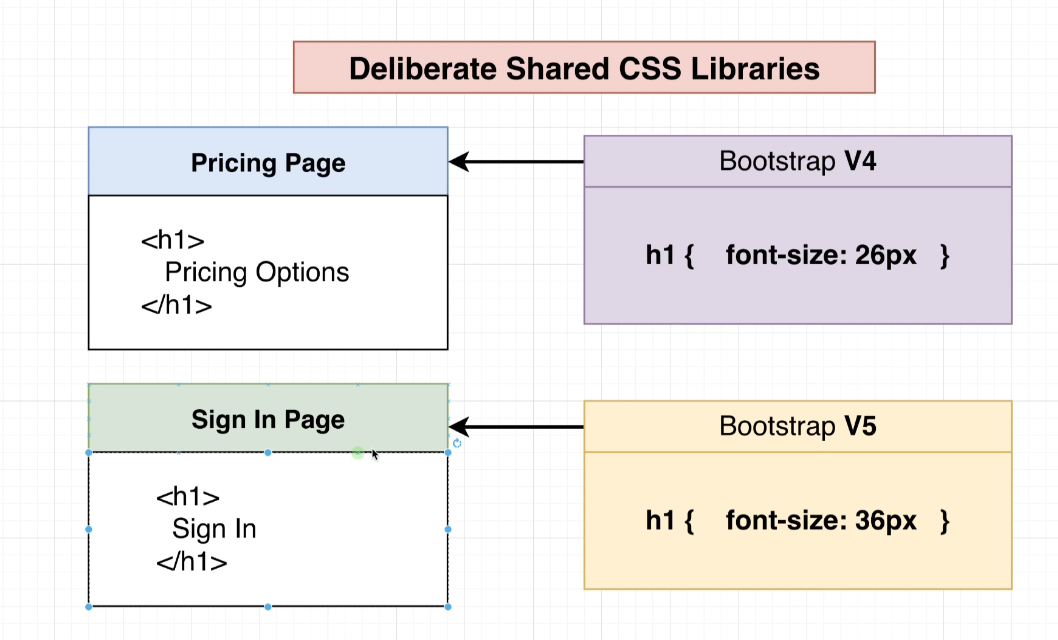 Deliberate Shared CSS Libraries
Pricing Page
<h1>
Pricing Options
</h1>
Bootstrap V4
h1 { font-size: 26px }
Sign In Page
<h1>
Sign In
</h1>
Bootstrap V5
h1 { font-size: 36px }